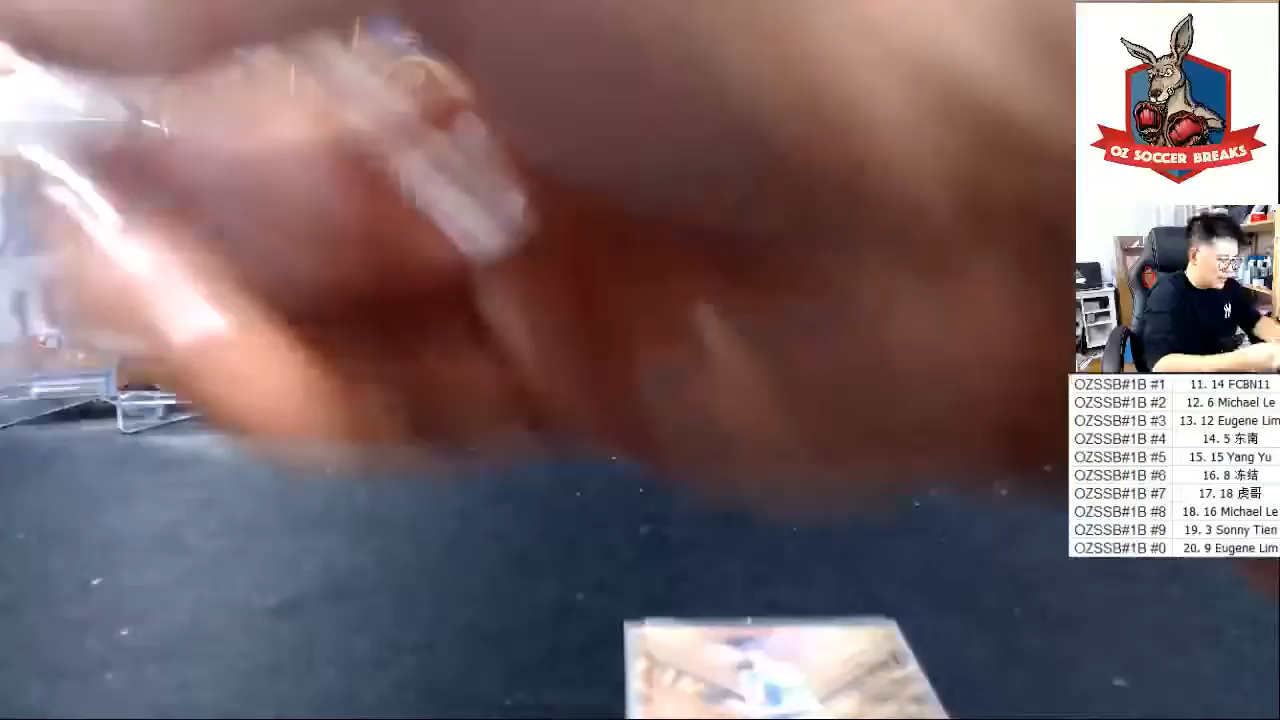 OZ SOCCER BREAKS
OZSSB#1B #1 11. 14 FCBN11
OZSSB#1B #2 12. 6 Michael Le
OZSSB#1B #3 13. 12 Eugene Lim
OZSSB#1B #4 14. 5 东南
OZSSB#1B #5 15. 15 Yang Yu
OZSSB#1B #6 16. 8 冻结
OZSSB#1B #7 17. 18 虎哥
OZSSB#1B #8 18. 16 Michael Le
OZSSB#1B #9 19. 3 Sonny Tien
OZSSB#1B #0 20. 9 Eugene Lim